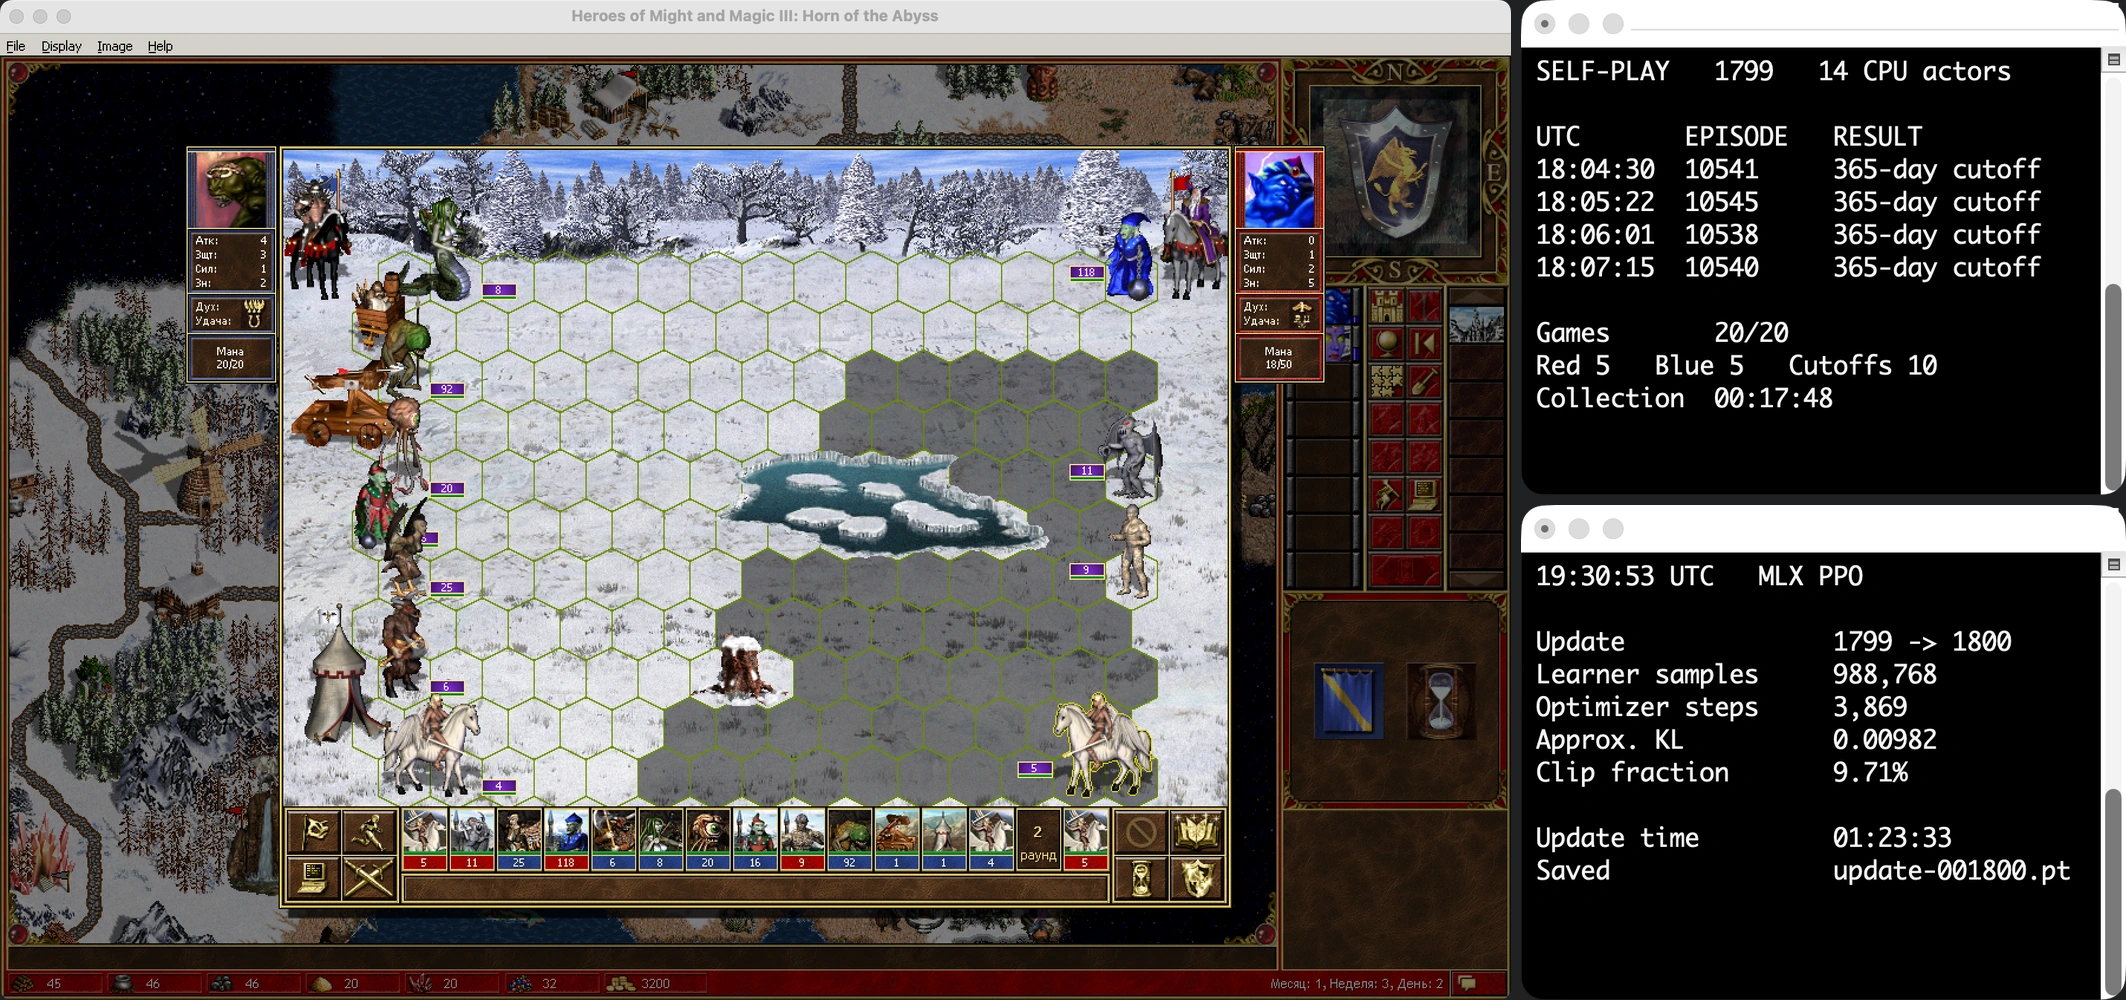 Heroes of Might and Magic III: Horn of the Abyss
File Display Image Help
N
E
S
Атк: 4
Зщт: 3
Сил: 1
Зн: 2
Дух:
Удача:
Мана
20/20
Атк: 0
Зщт: 1
Сил: 2
Зн: 5
Дух:
Удача:
Мана
18/50
8
118
92
11
20
25
9
6
4
5
5 11 25 118 6 8 20 16 9 92 1 1 4
2
раунд
5
45 46 46 20 20 32 3200
Месяц: 1, Неделя: 3, День: 2
SELF-PLAY 1799 14 CPU actors
UTC EPISODE RESULT
18:04:30 10541 365-day cutoff
18:05:22 10545 365-day cutoff
18:06:01 10538 365-day cutoff
18:07:15 10540 365-day cutoff
Games 20/20
Red 5 Blue 5 Cutoffs 10
Collection 00:17:48
19:30:53 UTC MLX PPO
Update 1799 -> 1800
Learner samples 988,768
Optimizer steps 3,869
Approx. KL 0.00982
Clip fraction 9.71%
Update time 01:23:33
Saved update-001800.pt